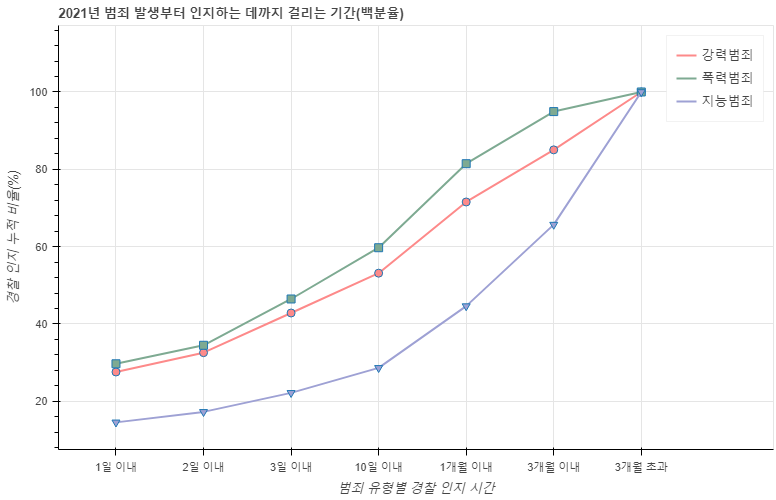 2021년 범죄 발생부터 인지하는 데까지 걸리는 기간(백분율)
강력범죄
폭력범죄
지능범죄
경찰 인지 누적 비율(%)
100
80
60
40
20
1일 이내
2일 이내
3일 이내
10일 이내
1개월 이내
3개월 이내
3개월 초과
범죄 유형별 경찰 인지 시간